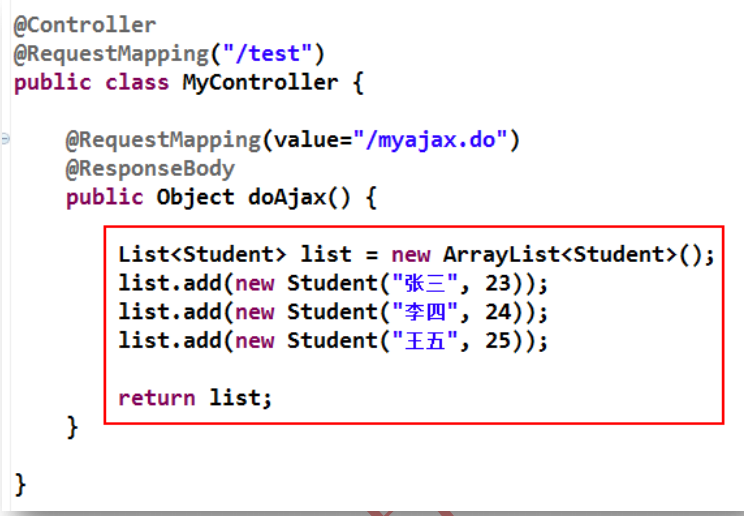 @Controller
@RequestMapping("/test")
public class MyController {
@RequestMapping(value="/myajax.do")
@ResponseBody
public Object doAjax() {
List<Student> list = new ArrayList<Student>();
list.add(new Student("张三", 23));
list.add(new Student("李四", 24));
list.add(new Student("王五", 25));
return list;
}
}